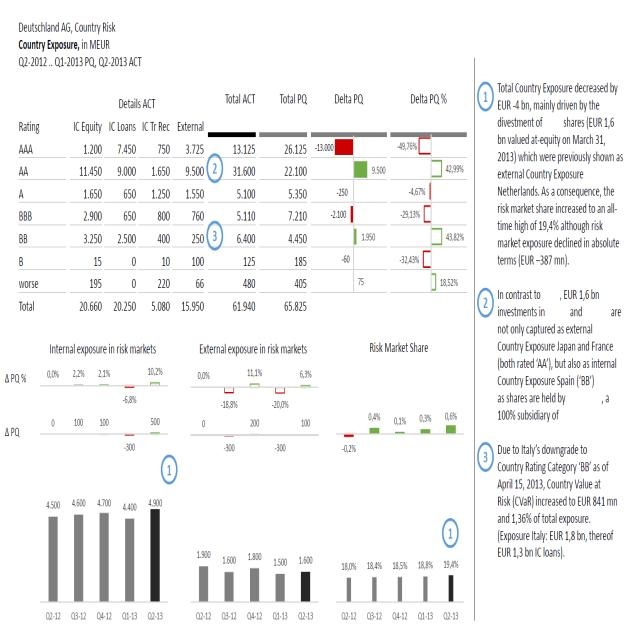 Deutschland AG, Country Risk
Country Exposure, in MEUR
Q2-2012 .. Q1-2013 PQ, Q2-2013 ACT
Details ACT Total ACT Total PQ Delta PQ Delta PQ %
Rating IC Equity IC Loans IC Tr Rec External
AAA 1.200 7.450 750 3.725 13.125 26.125 -13.000 -49,76%
AA 11.450 9.000 1.650 9.500 2 31.600 22.100 9.500 42,99%
A 1.650 650 1.250 1.550 5.100 5.350 -250 -4,67%
BBB 2.900 650 800 760 5.110 7.210 -2.100 -29,13%
BB 3.250 2.500 400 250 3 6.400 4.450 1.950 43,82%
B 15 0 10 100 125 185 -60 -32,43%
worse 195 0 220 66 480 405 75 18,52%
Total 20.660 20.250 5.080 15.950 61.940 65.825
Internal exposure in risk markets
Δ PQ % 0,0% 2,2% 2,1% -6,8% 10,2%
Δ PQ 0 100 100 -300 500
1
4.500 4.600 4.700 4.400 4.900
Q2-12 Q3-12 Q4-12 Q1-13 Q2-13
External exposure in risk markets
0,0% -18,8% 11,1% -20,0% 6,3%
0 -300 200 -300 100
1.900 1.600 1.800 1.500 1.600
Q2-12 Q3-12 Q4-12 Q1-13 Q2-13
Risk Market Share
-0,2% 0,4% 0,1% 0,3% 0,6%
1
18,0% 18,4% 18,5% 18,8% 19,4%
Q2-12 Q3-12 Q4-12 Q1-13 Q2-13
1 Total Country Exposure decreased by
EUR -4 bn, mainly driven by the
divestment of shares (EUR 1,6
bn valued at-equity on March 31,
2013) which were previously shown as
external Country Exposure
Netherlands. As a consequence, the
risk market share increased to an all-
time high of 19,4% although risk
market exposure declined in absolute
terms (EUR –387 mn).
2 In contrast to , EUR 1,6 bn
investments in and are
not only captured as external
Country Exposure Japan and France
(both rated ‘AA’), but also as internal
Country Exposure Spain (‘BB’)
as shares are held by , a
100% subsidiary of
3 Due to Italy’s downgrade to
Country Rating Category ‘BB’ as of
April 15, 2013, Country Value at
Risk (CVaR) increased to EUR 841 mn
and 1,36% of total exposure.
(Exposure Italy: EUR 1,8 bn, thereof
EUR 1,3 bn IC loans).